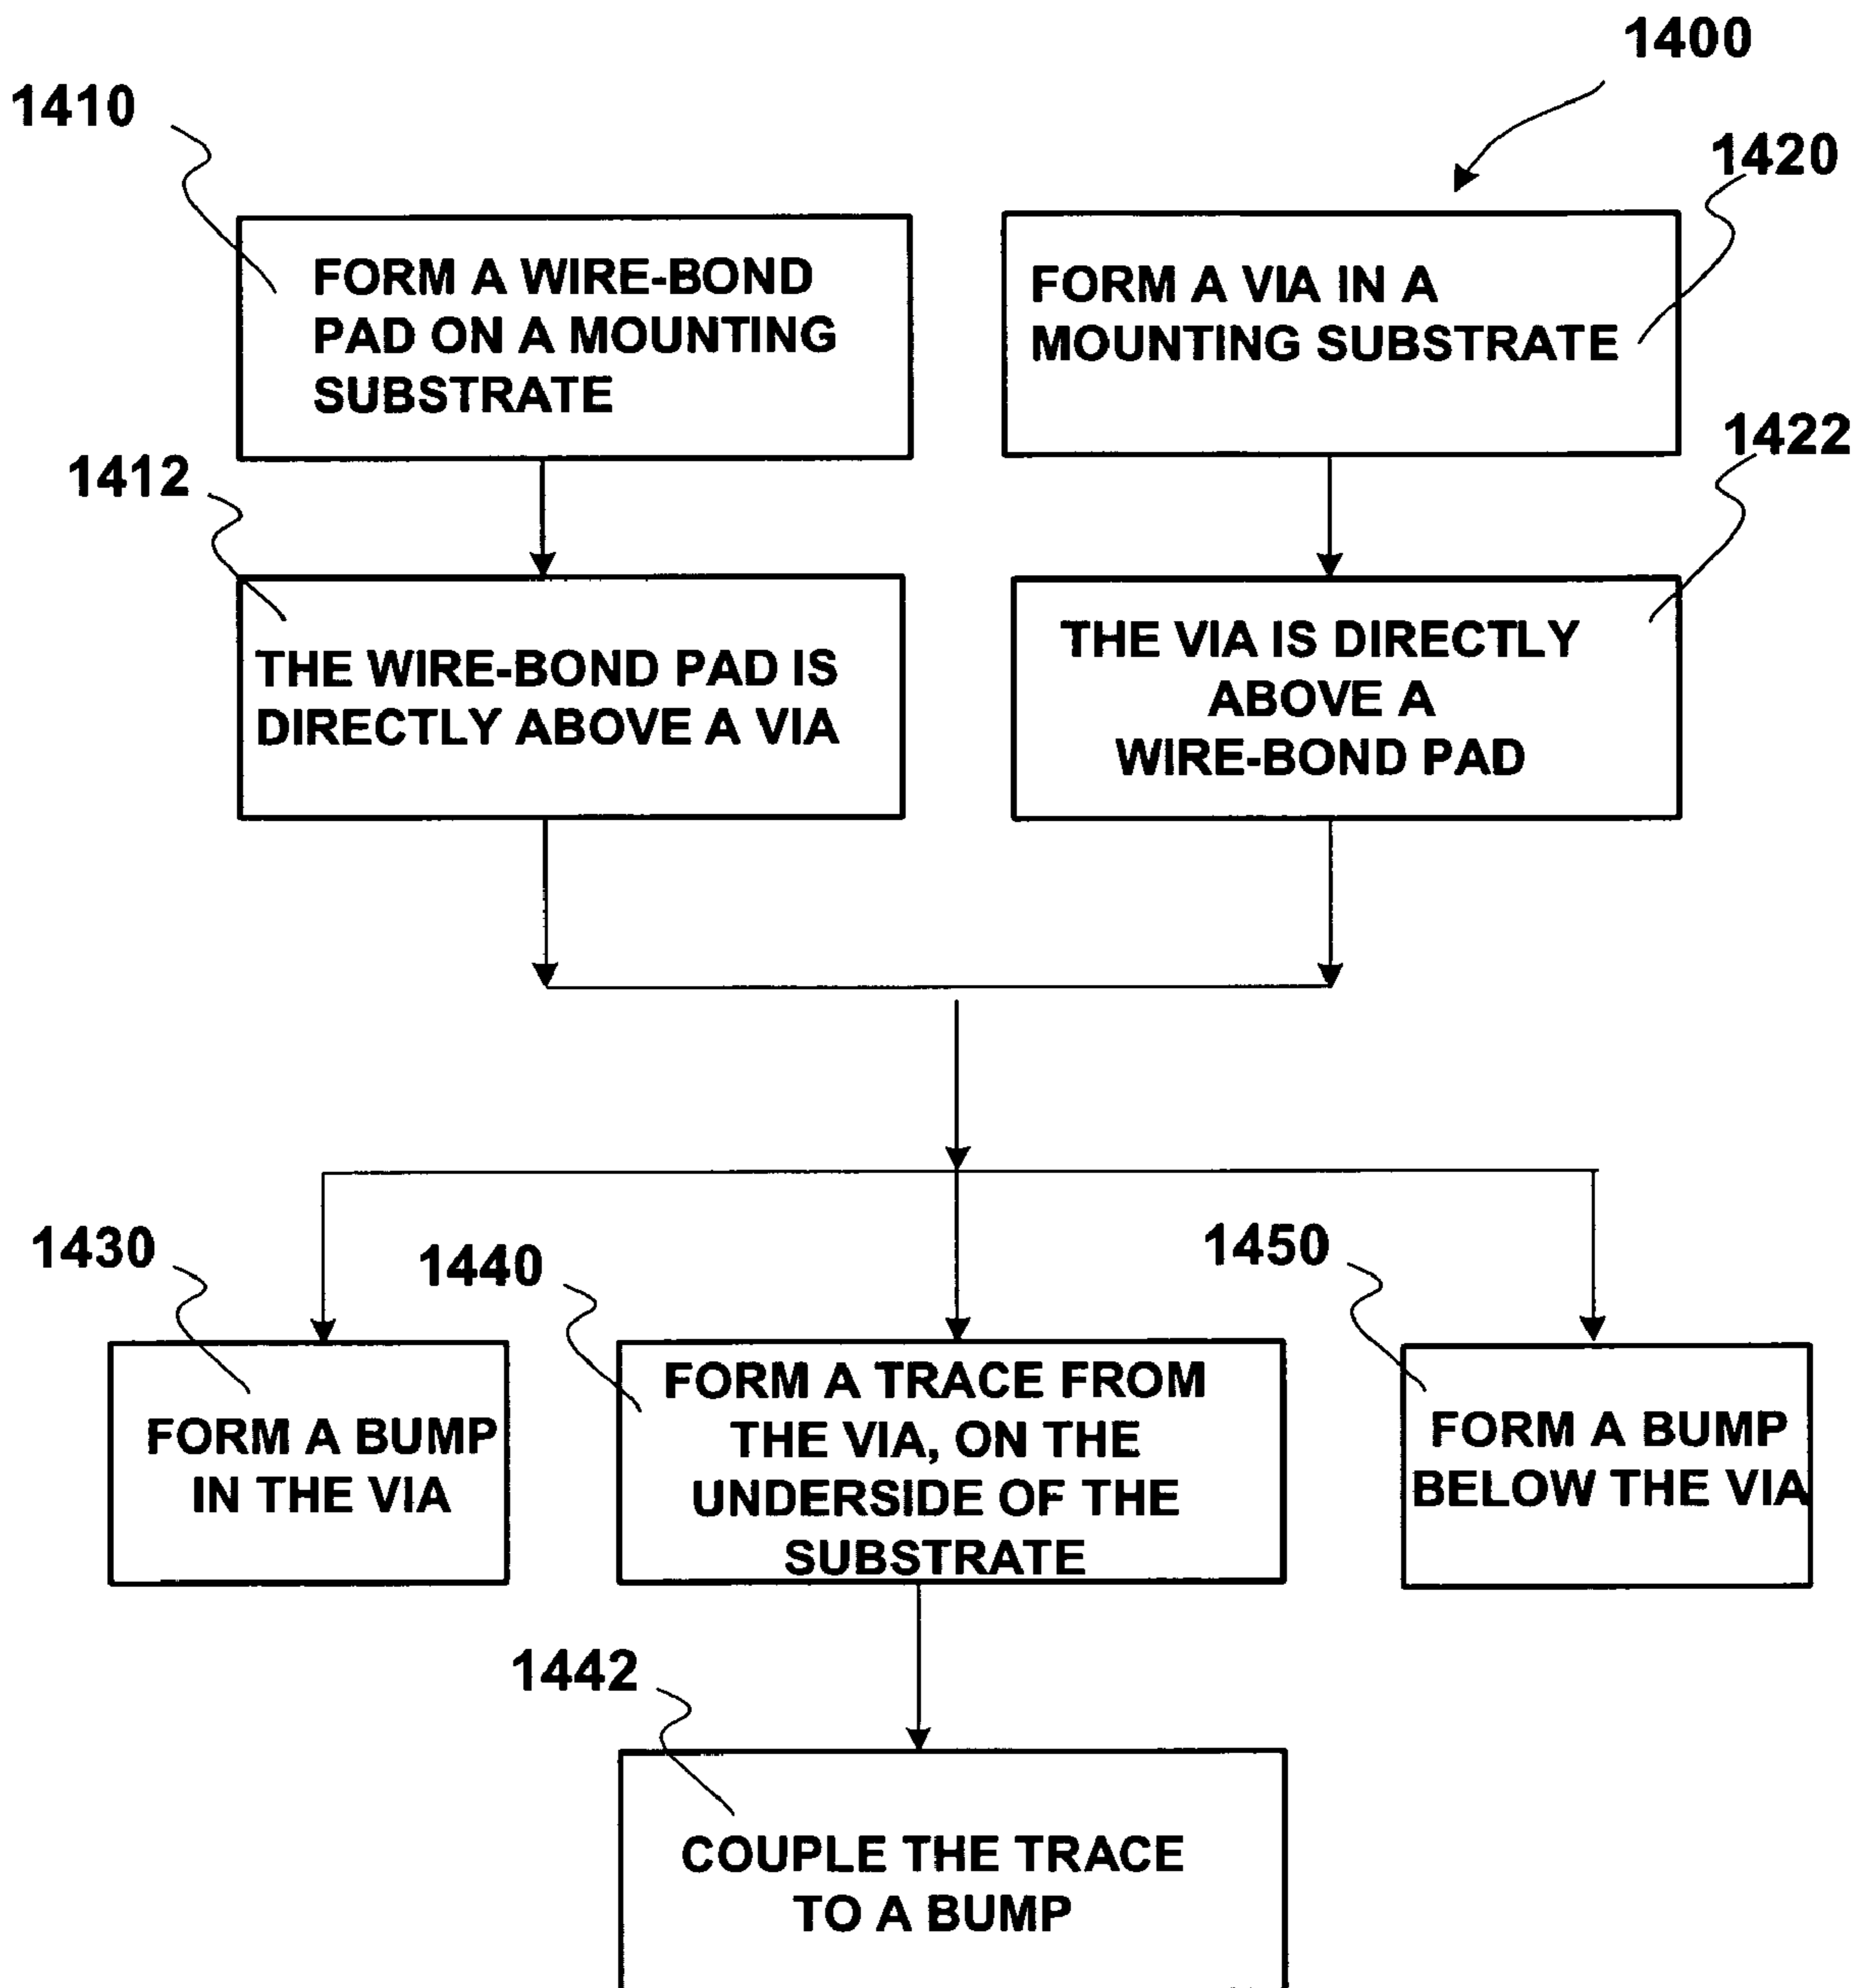 1400
1410
1420
FORM A WIRE-BOND
PAD ON A MOUNTING
SUBSTRATE
FORM A VIA IN A
MOUNTING SUBSTRATE
1412
1422
THE WIRE-BOND PAD IS
DIRECTLY ABOVE A VIA
THE VIA IS DIRECTLY
ABOVE A
WIRE-BOND PAD
1430
1440
1450
FORM A BUMP
IN THE VIA
FORM A TRACE FROM
THE VIA, ON THE
UNDERSIDE OF THE
SUBSTRATE
FORM A BUMP
BELOW THE VIA
1442
COUPLE THE TRACE
TO A BUMP